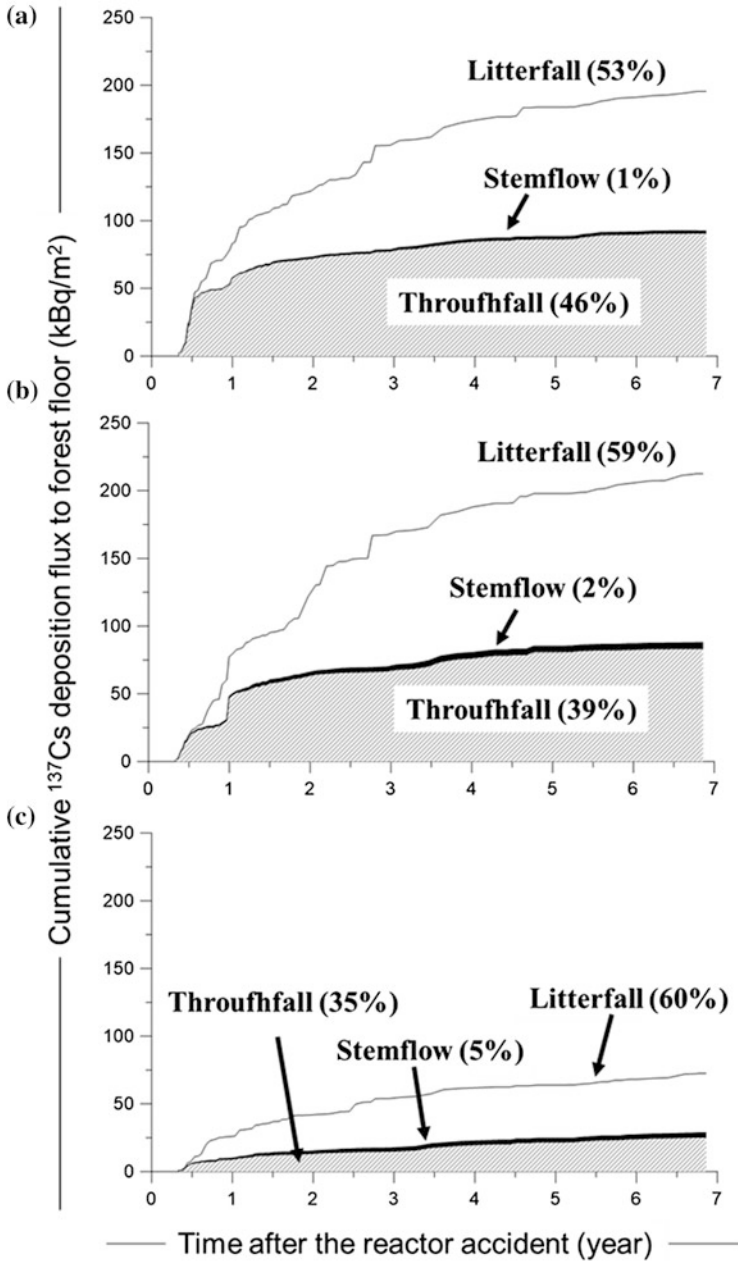 (a)
250
200
150
100
50
0
Litterfall (53%)
Stemflow (1%)
Throufhfall (46%)
0 1 2 3 4 5 6 7
(b)
250
200
150
100
50
0
Litterfall (59%)
Stemflow (2%)
Throufhfall (39%)
0 1 2 3 4 5 6 7
(c)
250
200
150
100
50
0
Throufhfall (35%)
Litterfall (60%)
Stemflow (5%)
0 1 2 3 4 5 6 7
Cumulative ¹³⁷Cs deposition flux to forest floor (kBq/m²)
Time after the reactor accident (year)